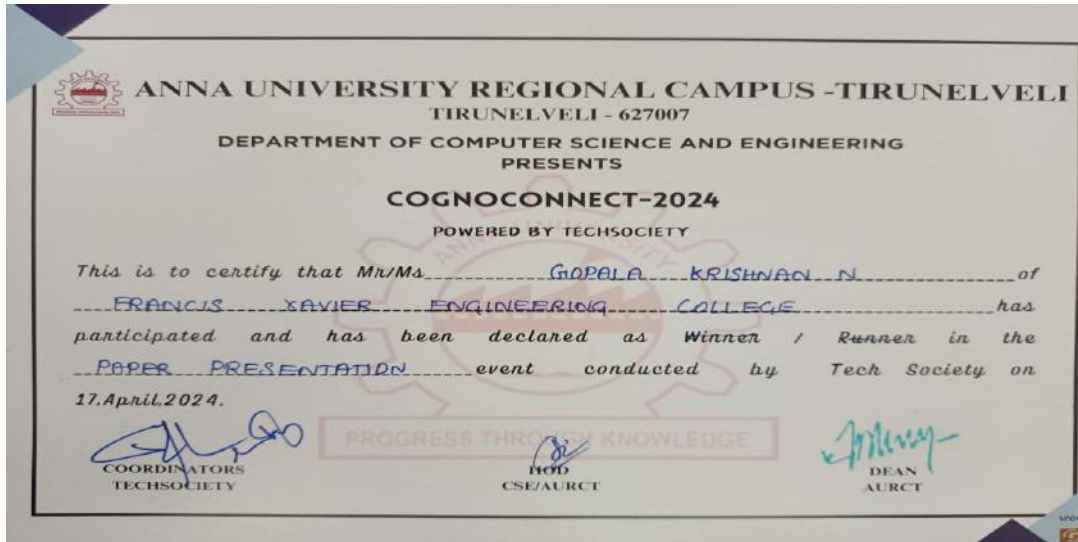 ANNA UNIVERSITY REGIONAL CAMPUS -TIRUNELVELI
TIRUNELVELI - 627007
DEPARTMENT OF COMPUTER SCIENCE AND ENGINEERING
PRESENTS
COGNOCONNECT-2024
POWERED BY TECHSOCIETY
This is to certify that Mr/Ms GOPALA KRISHNAN N of
FRANCIS XAVIER ENGINEERING COLLEGE has
participated and has been declared as Winner / Runner in the
PAPER PRESENTATION event conducted by Tech Society on
17.April.2024.
PROGRESS THROUGH KNOWLEDGE
COORDINATORS
TECHSOCIETY
HOD
CSE/AURCT
DEAN
AURCT